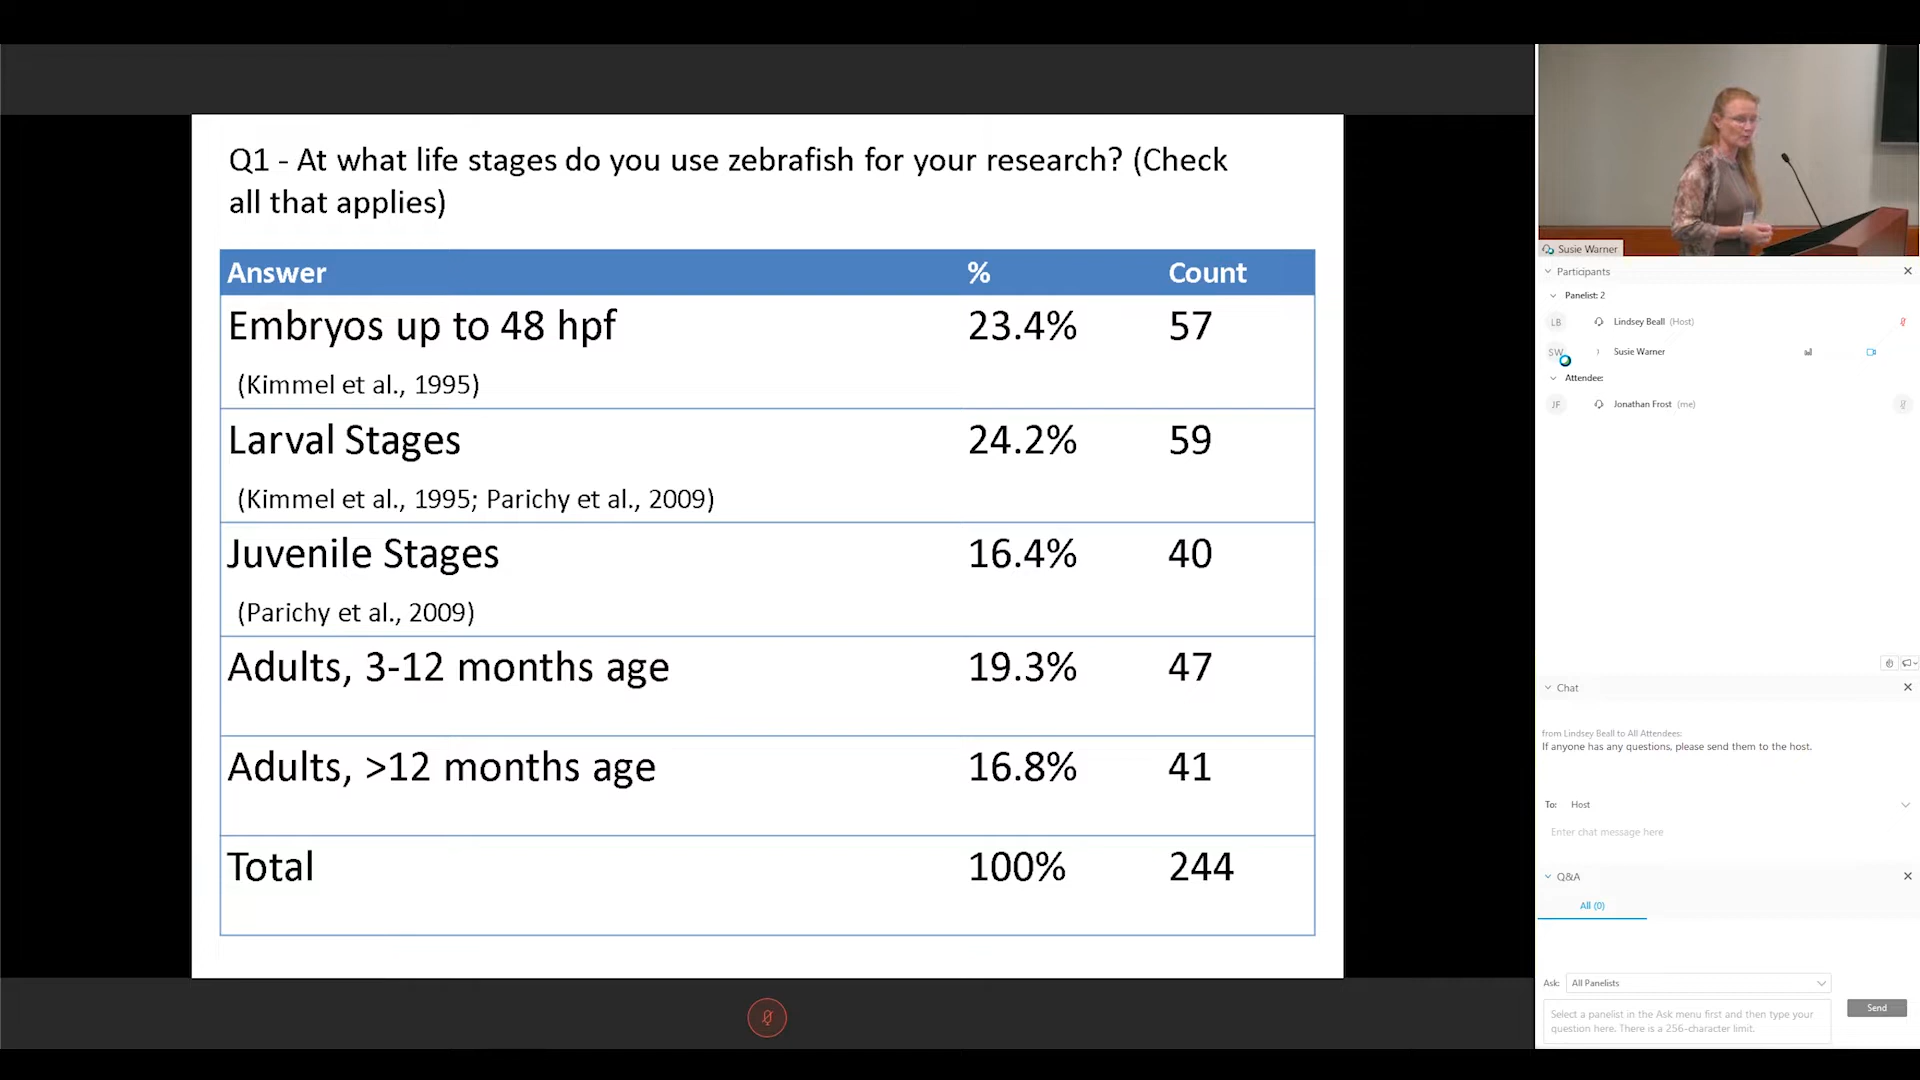 Q1 - At what life stages do you use zebrafish for your research? (Check
all that applies)
Answer % Count
Embryos up to 48 hpf 23.4% 57
(Kimmel et al., 1995)
Larval Stages 24.2% 59
(Kimmel et al., 1995; Parichy et al., 2009)
Juvenile Stages 16.4% 40
(Parichy et al., 2009)
Adults, 3-12 months age 19.3% 47
Adults, >12 months age 16.8% 41
Total 100% 244
Susie Warner
Participants
Panelist: 2
LB Lindsey Beall (Host)
SW Susie Warner
Attendee:
JF Jonathan Frost (me)
Chat
from Lindsey Beall to All Attendees:
If anyone has any questions, please send them to the host.
To: Host
Enter chat message here
Q&A
All (0)
Ask: All Panelists
Select a panelist in the Ask menu first and then type your
question here. There is a 256-character limit.
Send